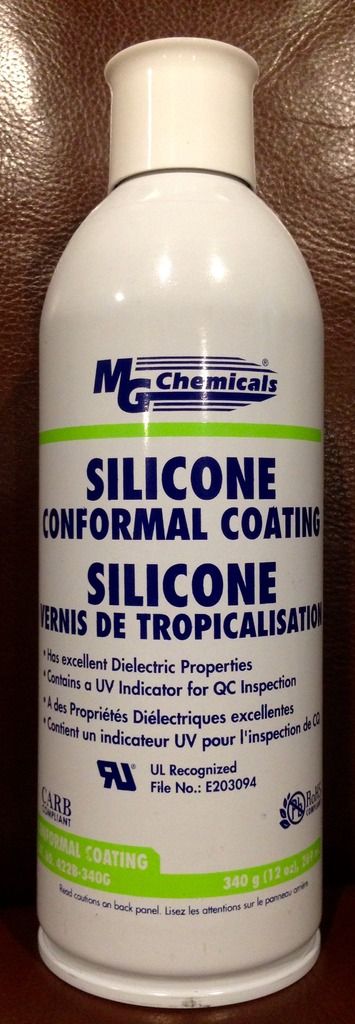 MG Chemicals®
SILICONE
CONFORMAL COATING
SILICONE
VERNIS DE TROPICALISATION
• Has excellent Dielectric Properties
• Contains a UV Indicator for QC Inspection
• A des Propriétés Diélectriques excellentes
• Contient un indicateur UV pour l'inspection de CQ
UL Recognized
File No.: E203094
CARB
COMPLIANT
RoHS
Pb
CONFORMAL COATING
422B-340G
340 g (12 oz),
Read cautions on back panel. Lisez les attentions sur le panneau arrière.